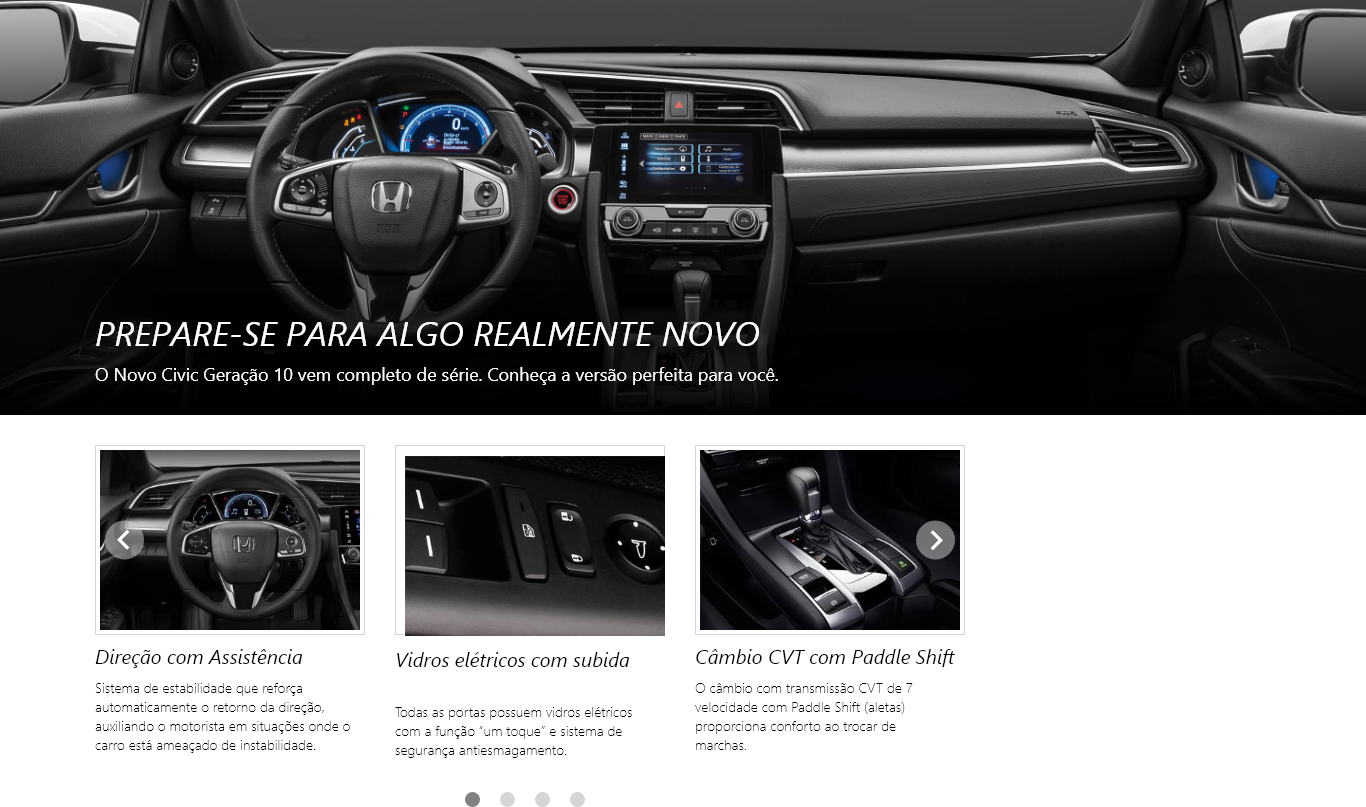 PREPARE-SE PARA ALGO REALMENTE NOVO
O Novo Civic Geração 10 vem completo de série. Conheça a versão perfeita para você.
Direção com Assistência
Sistema de estabilidade que reforça
automaticamente o retorno da direção,
auxiliando o motorista em situações onde o
carro está ameaçado de instabilidade.
Vidros elétricos com subida
Todas as portas possuem vidros elétricos
com a função “um toque” e sistema de
segurança antiesmagamento.
Câmbio CVT com Paddle Shift
O câmbio com transmissão CVT de 7
velocidade com Paddle Shift (aletas)
proporciona conforto ao trocar de
marchas.